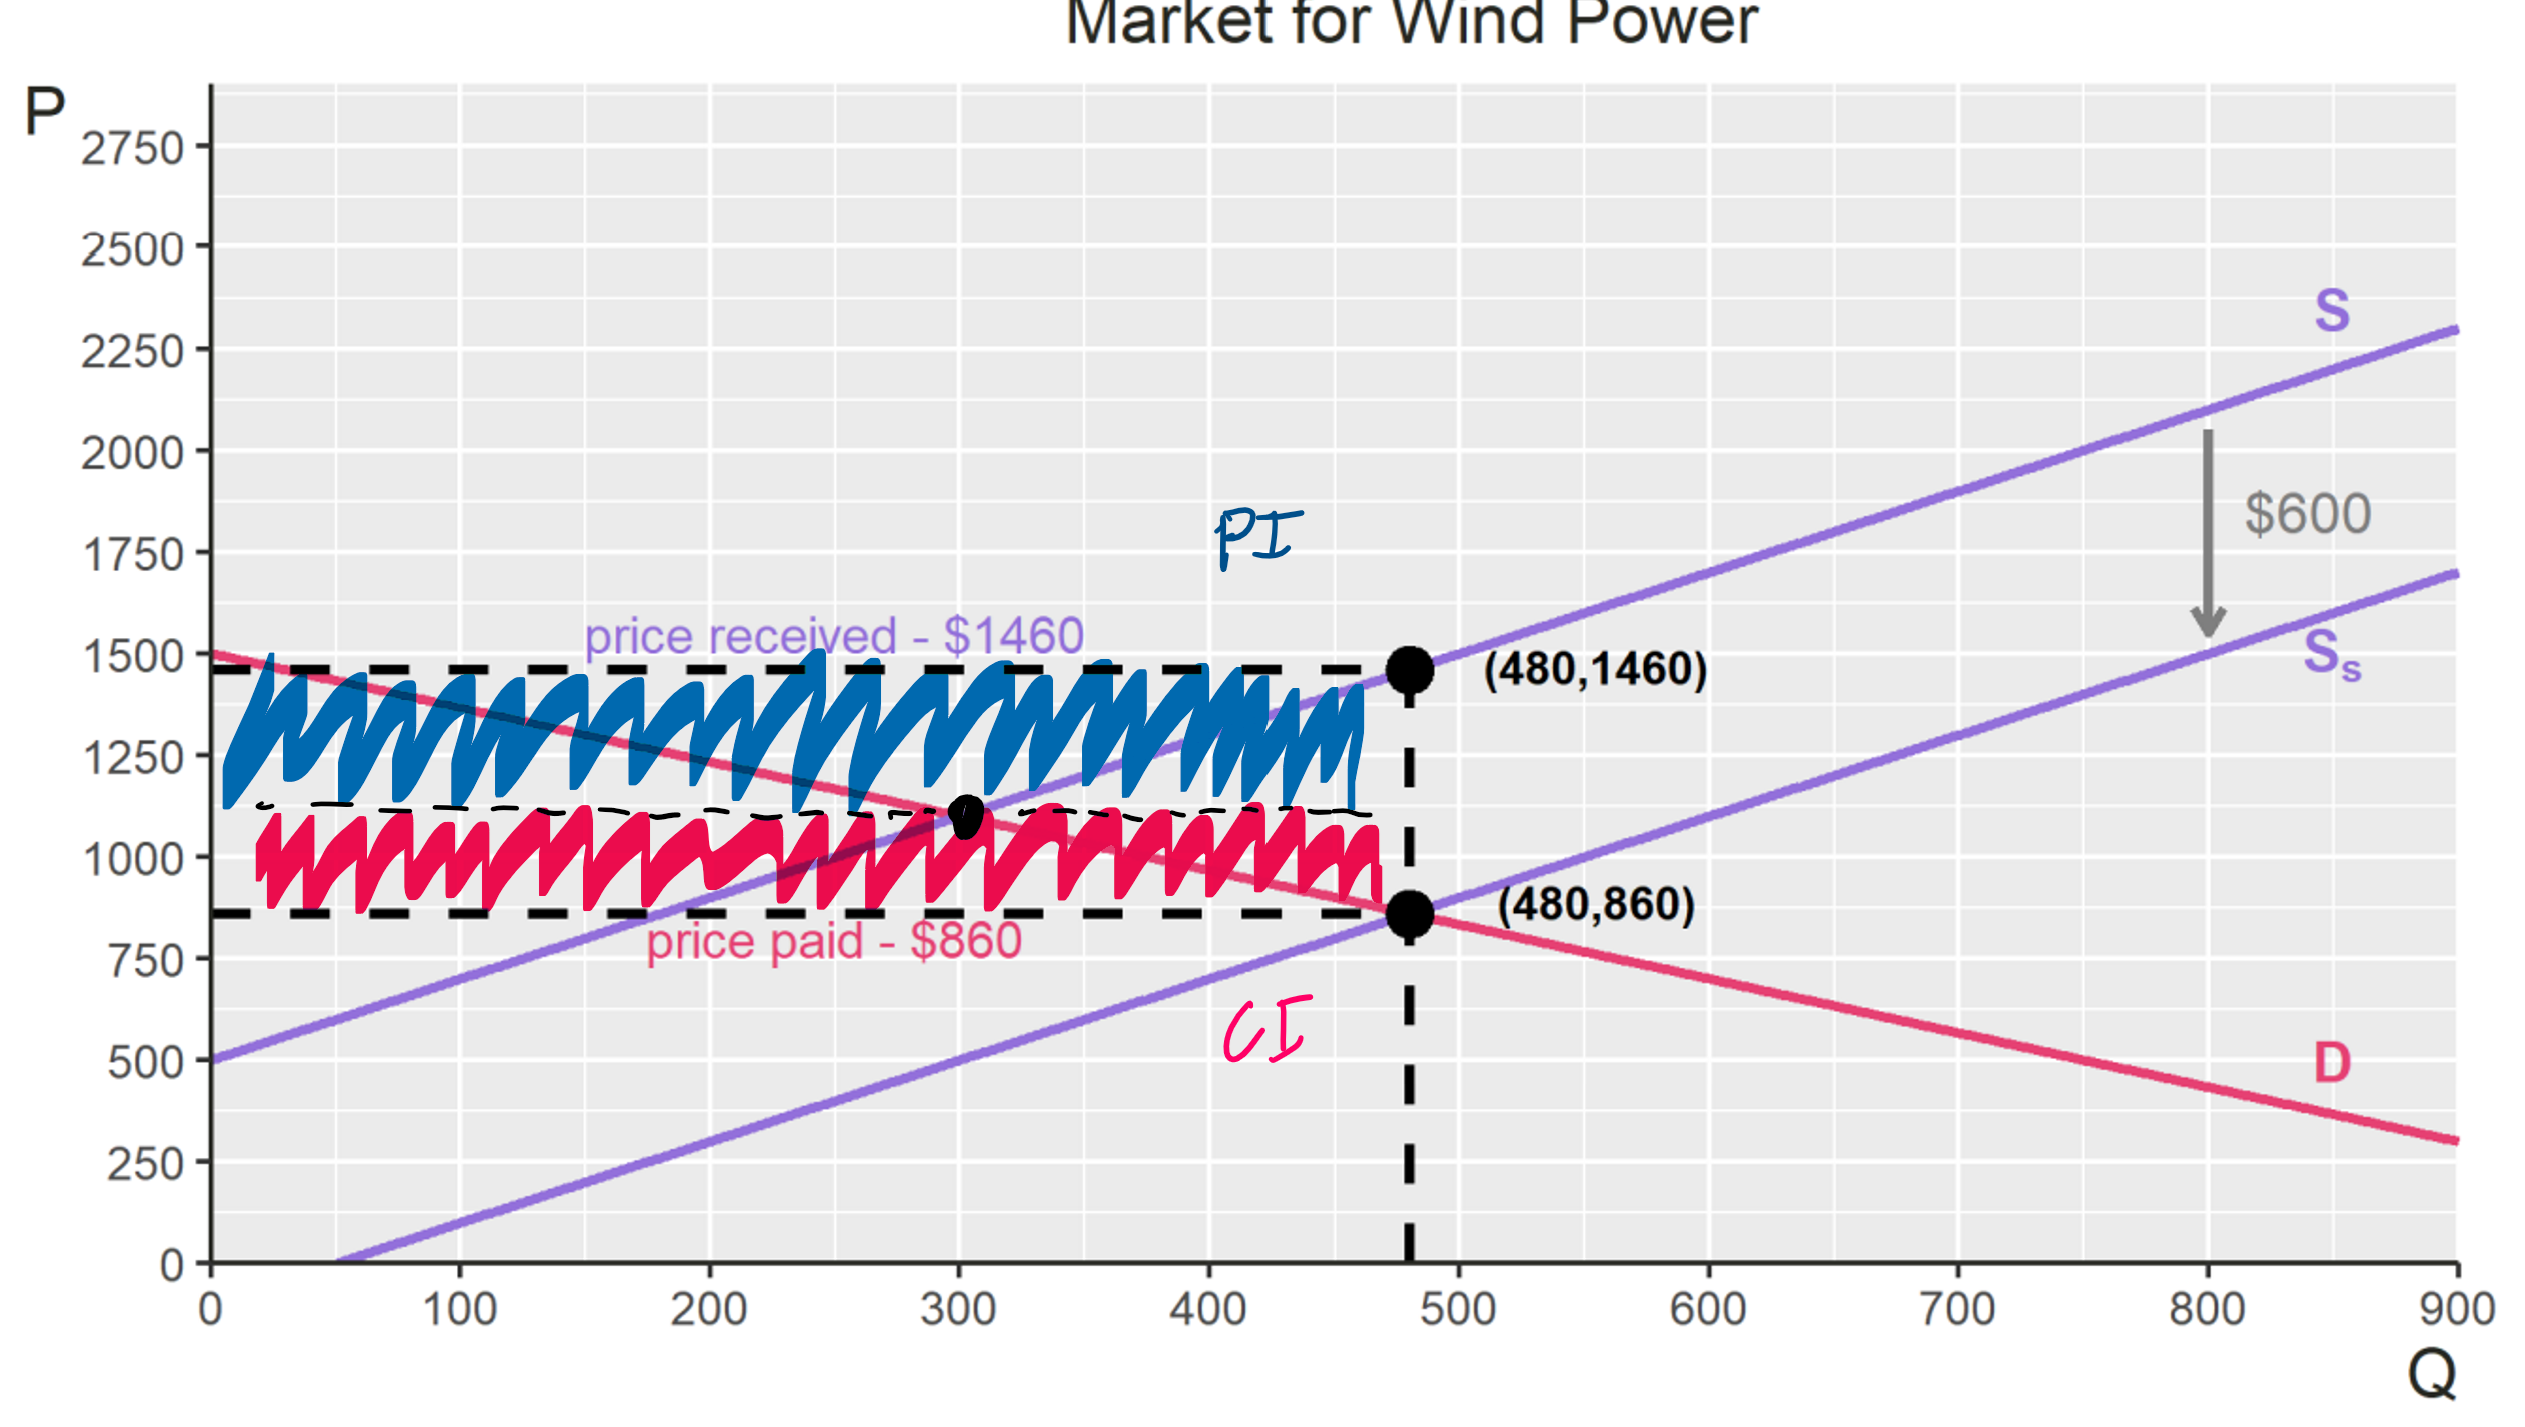 Market for Wind Power
P
2750
2500
2250
2000
1750
1500
1250
1000
750
500
250
0
S
$600
Ss
PI
price received - $1460
(480,1460)
(480,860)
price paid - $860
CI
D
0 100 200 300 400 500 600 700 800 900
Q